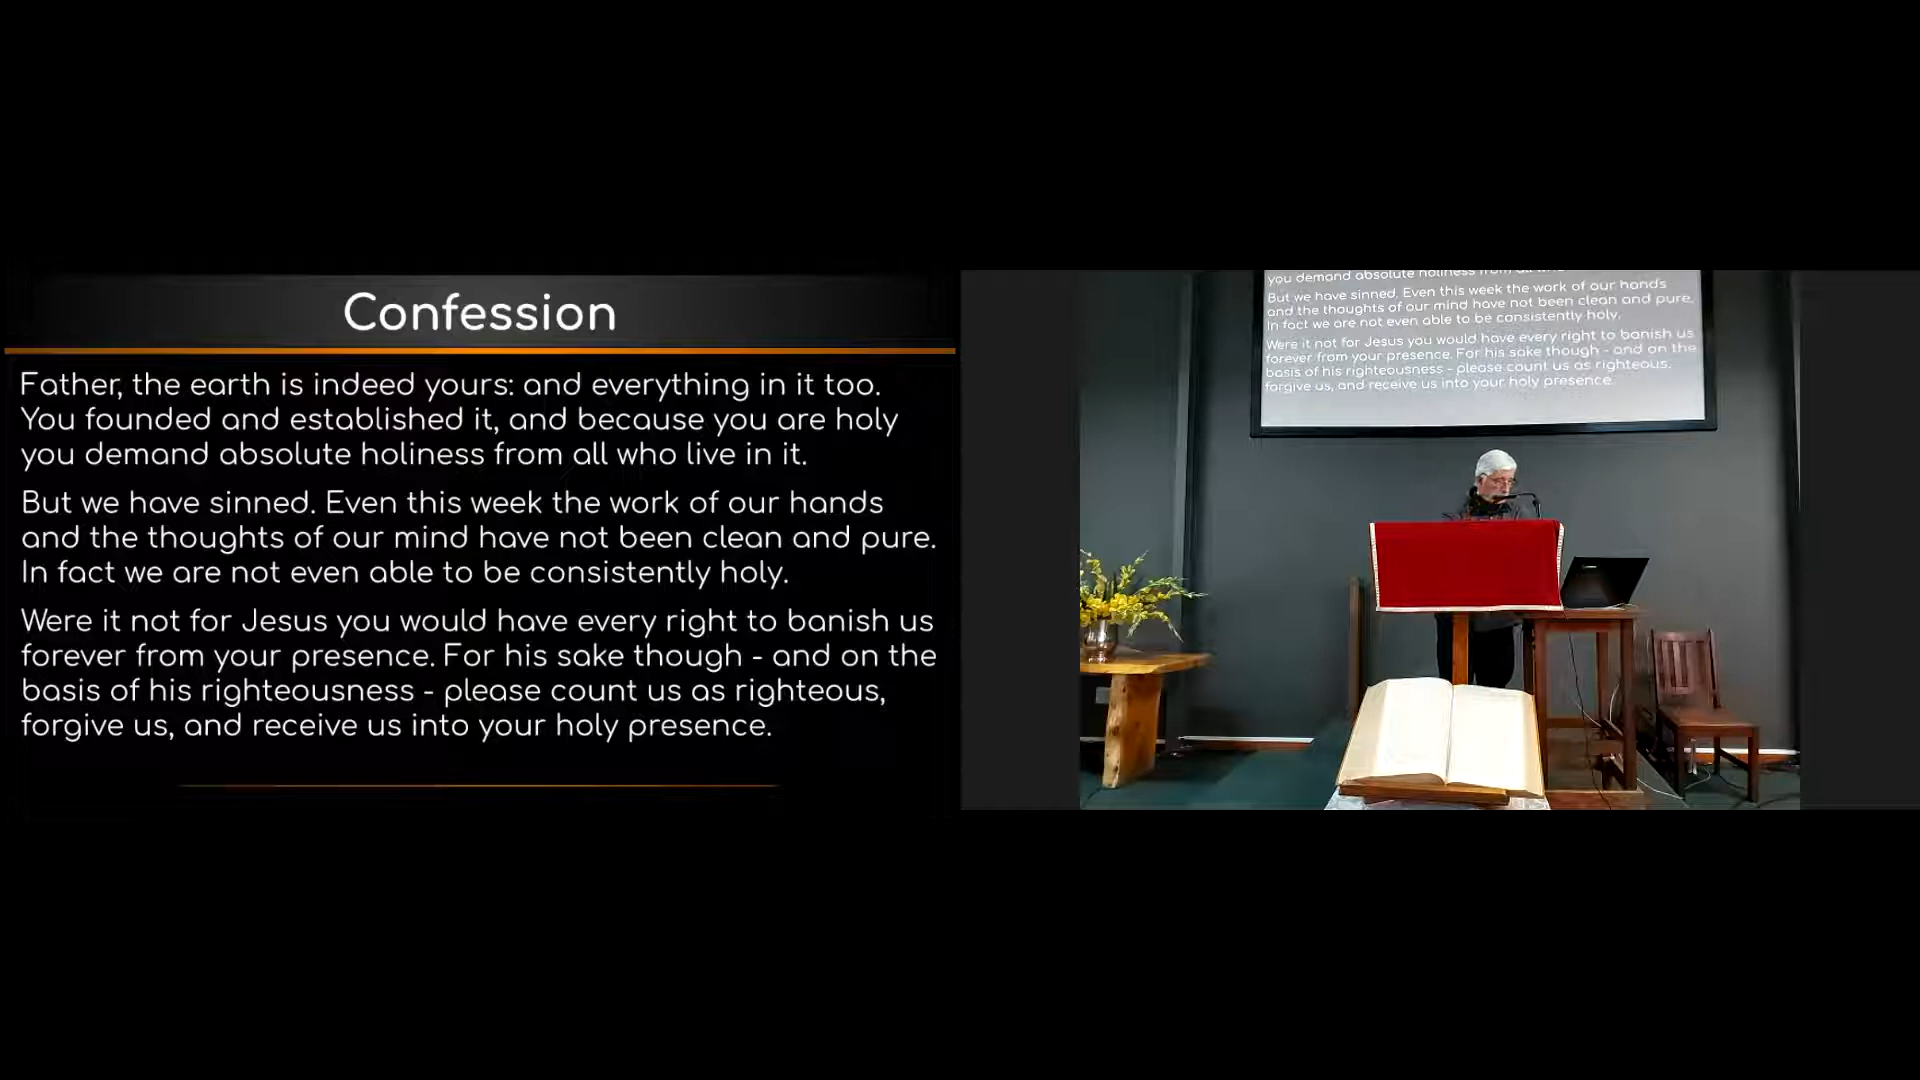 Confession
Father, the earth is indeed yours: and everything in it too.
You founded and established it, and because you are holy
you demand absolute holiness from all who live in it.
But we have sinned. Even this week the work of our hands
and the thoughts of our mind have not been clean and pure.
In fact we are not even able to be consistently holy.
Were it not for Jesus you would have every right to banish us
forever from your presence. For his sake though - and on the
basis of his righteousness - please count us as righteous,
forgive us, and receive us into your holy presence.
you demand absolute holiness from all who
But we have sinned. Even this week the work of our hands
and the thoughts of our mind have not been clean and pure.
In fact we are not even able to be consistently holy.
Were it not for Jesus you would have every right to banish us
forever from your presence. For his sake though - and on the
basis of his righteousness - please count us as righteous,
forgive us, and receive us into your holy presence.